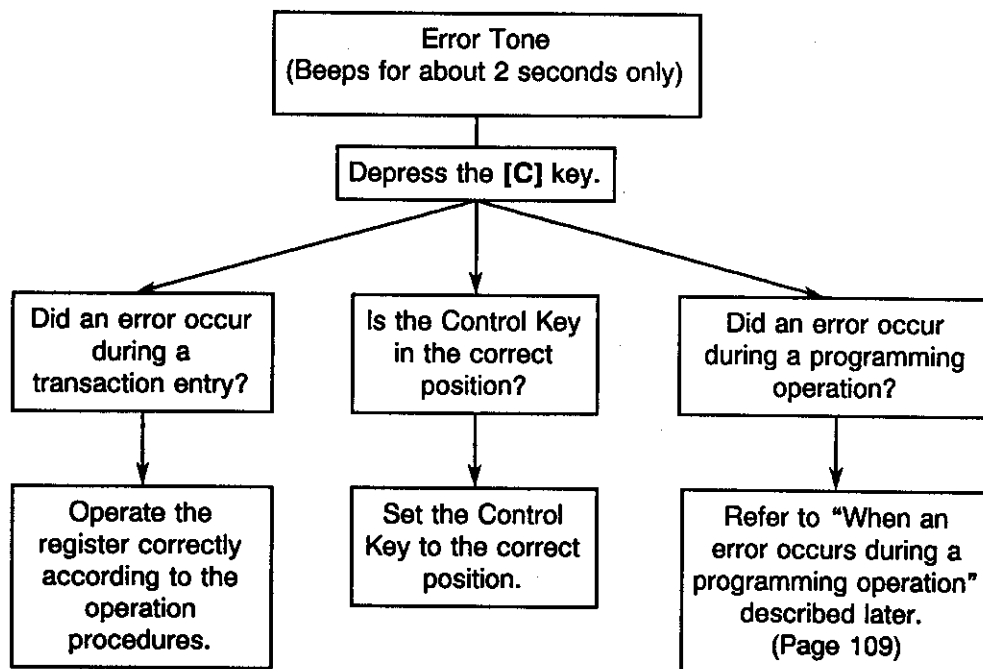 Error Tone
(Beeps for about 2 seconds only)
Depress the [C] key.
Did an error occur
during a
transaction entry?
Is the Control Key
in the correct
position?
Did an error occur
during a programming
operation?
Operate the
register correctly
according to the
operation
procedures.
Set the Control
Key to the correct
position.
Refer to “When an
error occurs during a
programming operation”
described later.
(Page 109)